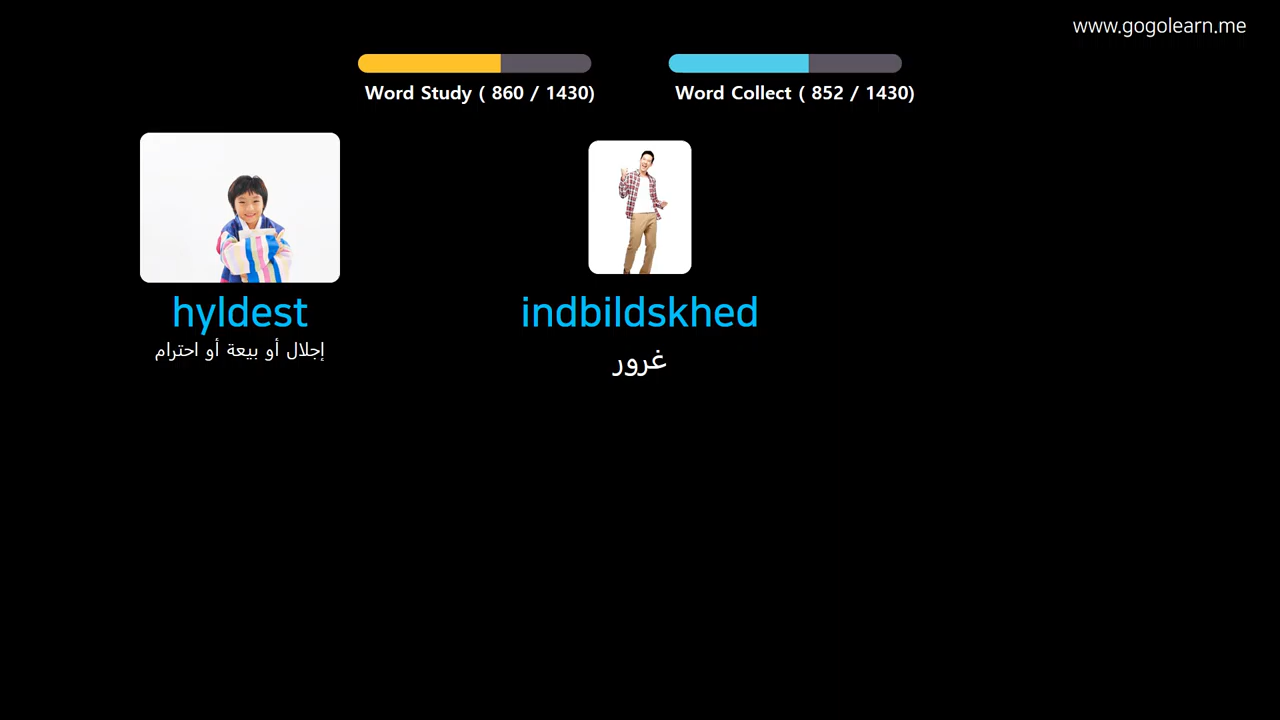 www.gogolearn.me
Word Study ( 860 / 1430)
Word Collect ( 852 / 1430)
hyldest
إجلال أو بيعة أو احترام
indbildskhed
غرور